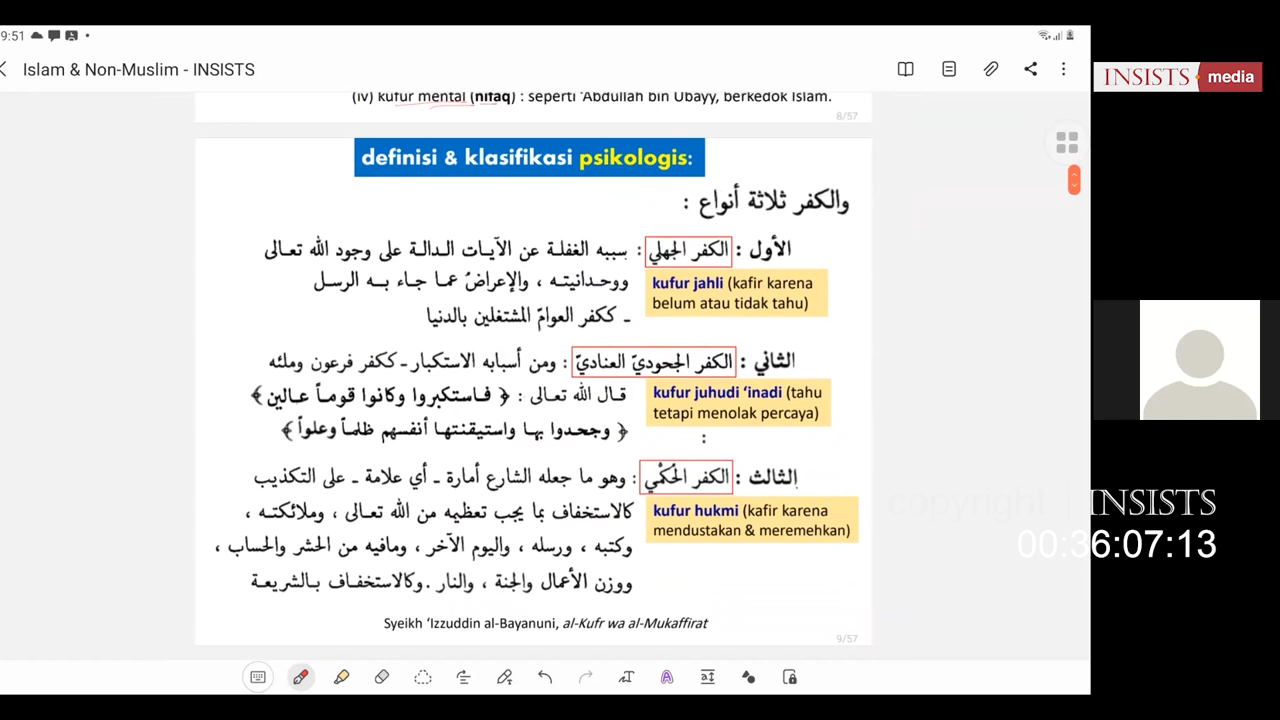 9:51
Islam & Non-Muslim - INSISTS
INSISTS media
(iv) kufur mental (nifaq) : seperti 'Abdullah bin Ubayy, berkedok Islam.
8/57
definisi & klasifikasi psikologis:
والكفر ثلاثة أنواع :
الأول : الكفر الجهلي : سببه الغفلة عن الآيات الدالة على وجود الله تعالى
kufur jahli (kafir karena
belum atau tidak tahu)
ووحدانيته ، والإعراضُ عما جاء به الرسل
ـ ككفر العوامّ المشتغلين بالدنيا
الثاني : الكفر الجحوديّ العناديّ : ومن أسبابه الاستكبار ـ ككفر فرعون وملئه
kufur juhudi 'inadi (tahu
tetapi menolak percaya)
قال الله تعالى : ﴿ فاستكبروا وكانوا قوماً عالين ﴾
﴿ وجحدوا بها واستيقنتها أنفسهم ظلماً وعلواً ﴾
:
الثالث : الكفر الحُكْمي : وهو ما جعله الشارع أمارة ـ أي علامة ـ على التكذيب
kufur hukmi (kafir karena
mendustakan & meremehkan)
كالاستخفاف بما يجب تعظيمه من الله تعالى ، وملائكته ،
وكتبه ، ورسله ، واليوم الآخر ، ومافيه من الحشر والحساب ،
ووزن الأعمال والجنة ، والنار . وكالاستخفاف بالشريعة
Syeikh 'Izzuddin al-Bayanuni, al-Kufr wa al-Mukaffirat
9/57
copyright | INSISTS
00:36:07:13